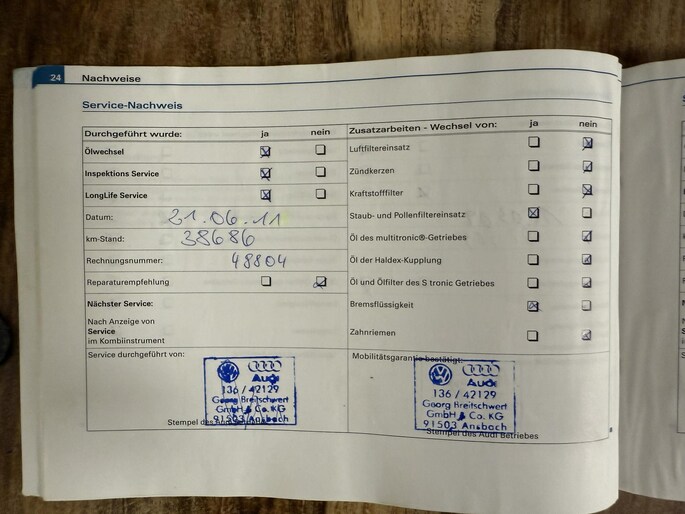 24 Nachweise
Service-Nachweis
Durchgeführt wurde: ja nein
Ölwechsel
Inspektions Service
LongLife Service
Datum: 21.06.11
km-Stand: 38686
Rechnungsnummer: 48804
Reparaturempfehlung
Nächster Service:
Nach Anzeige von
Service
im Kombiinstrument
Service durchgeführt von:
Audi
136 / 42129
Georg Breitschwert
GmbH & Co. KG
91503 Ansbach
Stempel des
Zusatzarbeiten - Wechsel von: ja nein
Luftfiltereinsatz
Zündkerzen
Kraftstofffilter
Staub- und Pollenfiltereinsatz
Öl des multitronic®-Getriebes
Öl der Haldex-Kupplung
Öl und Ölfilter des S tronic Getriebes
Bremsflüssigkeit
Zahnriemen
Mobilitätsgarantie bestätigt:
Audi
136 / 42129
Georg Breitschwert
GmbH & Co. KG
91503 Ansbach
Stempel des Audi Betriebes